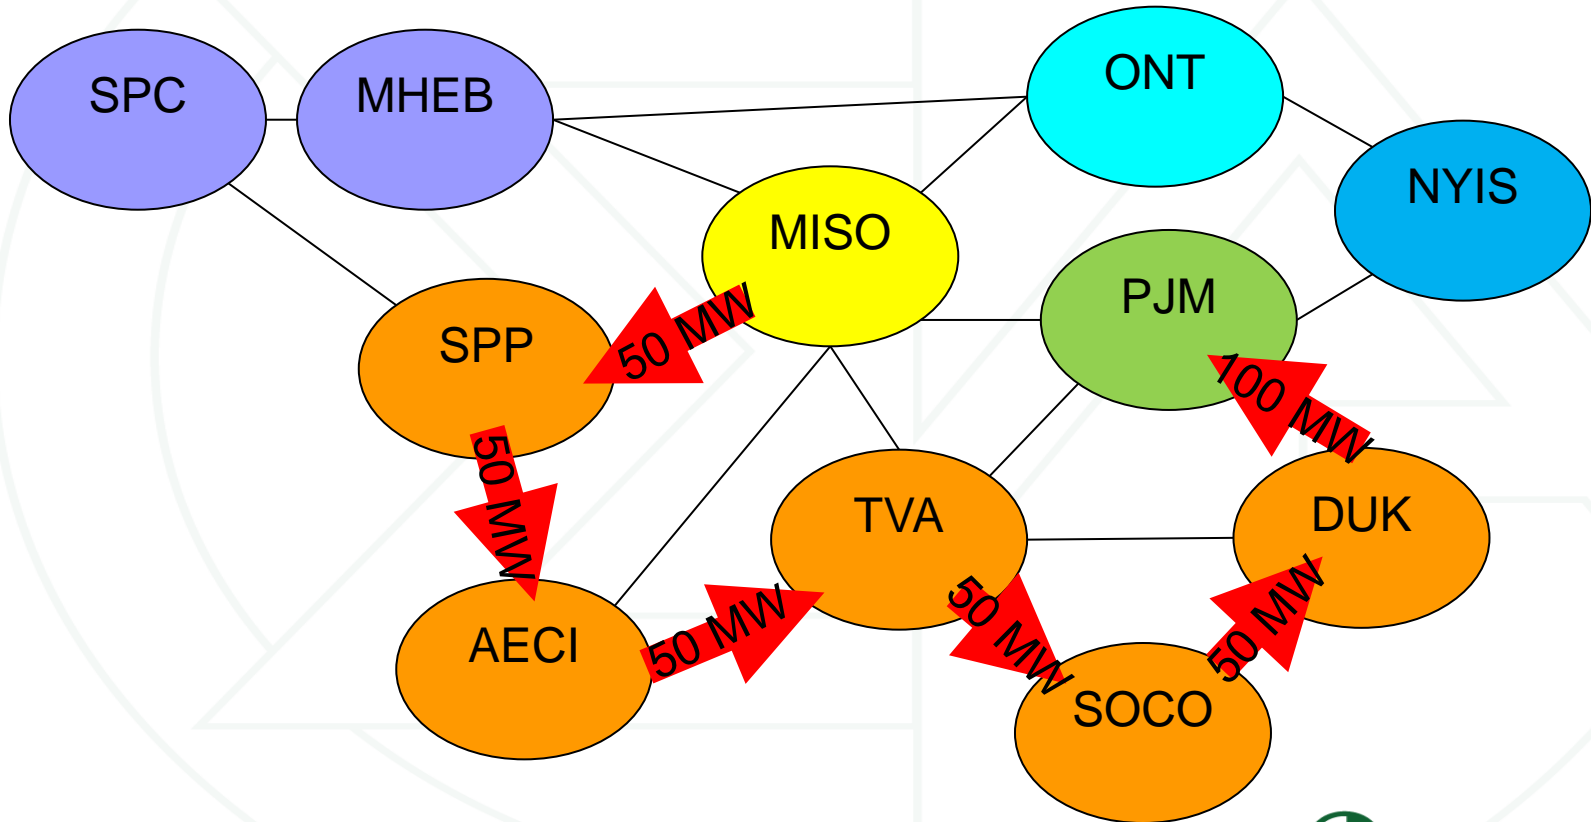 SPC
MHEB
ONT
NYIS
MISO
PJM
SPP
50 MW
100 MW
50 MW
TVA
DUK
AECI
50 MW
50 MW
50 MW
SOCO